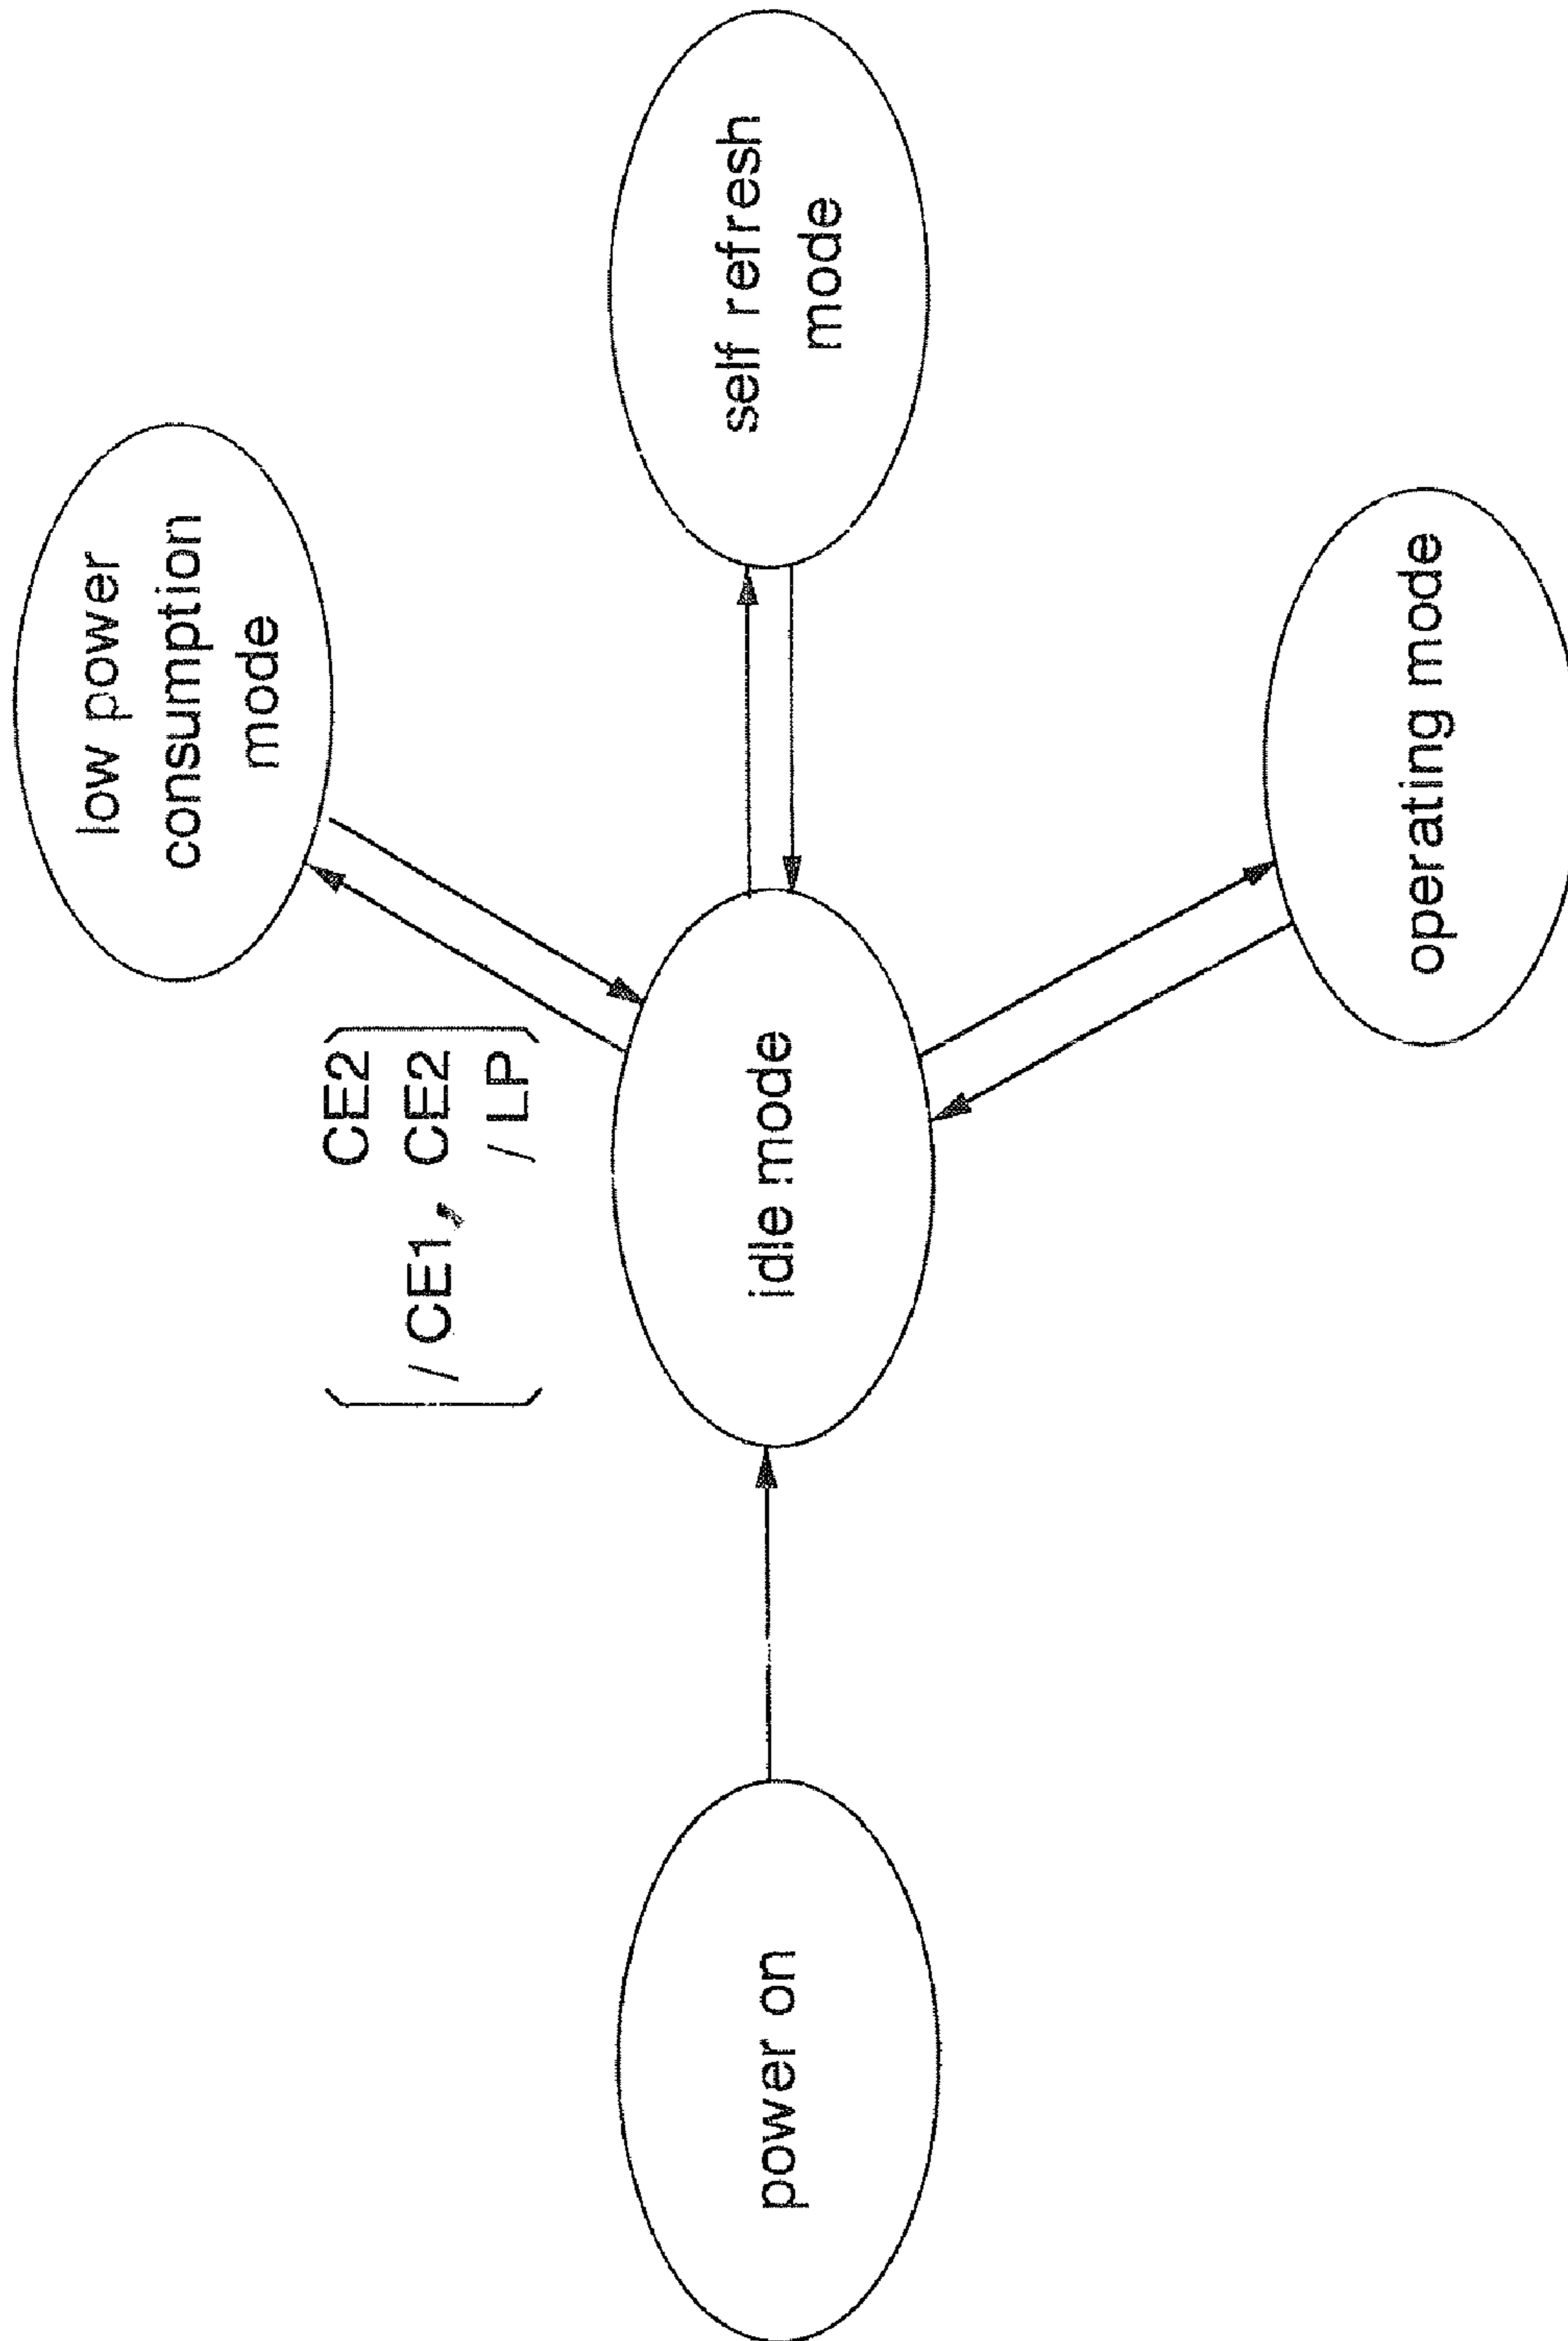 low power
consumption
mode
CE2
/ CE1, CE2
/ LP
power on
idle mode
self refresh
mode
operating mode